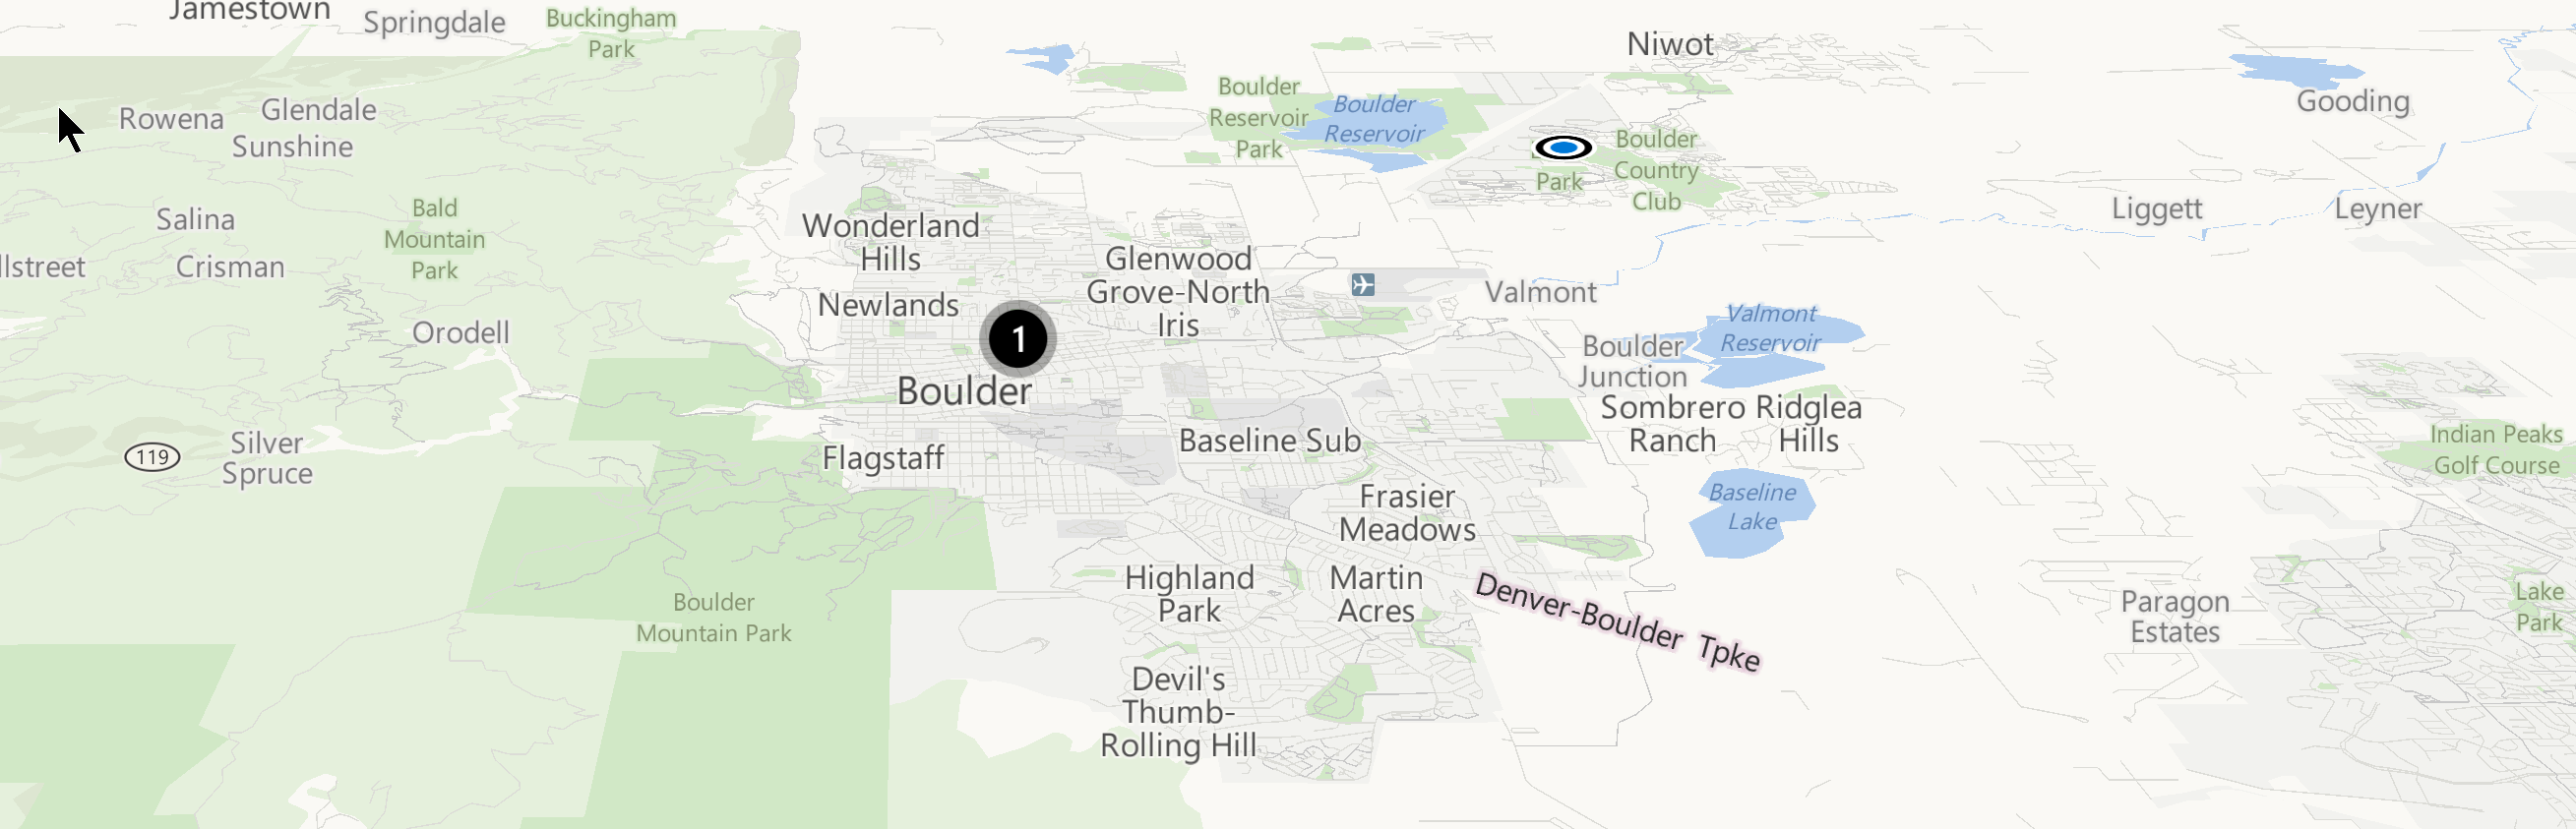 Jamestown
Springdale
Buckingham
Park
Niwot
Rowena
Glendale
Sunshine
Boulder
Reservoir
Park
Boulder
Reservoir
Gooding
Park
Boulder
Country
Club
Salina
Bald
Mountain
Park
Liggett
Leyner
llstreet
Crisman
Wonderland
Hills
Glenwood
Grove-North
Iris
Newlands
Valmont
Valmont
Reservoir
Orodell
1
Boulder
Boulder
Junction
Sombrero
Ranch
Ridglea
Hills
119
Silver
Spruce
Flagstaff
Baseline Sub
Indian Peaks
Golf Course
Frasier
Meadows
Baseline
Lake
Highland
Park
Martin
Acres
Denver-Boulder Tpke
Boulder
Mountain Park
Paragon
Estates
Lake
Park
Devil's
Thumb-
Rolling Hill